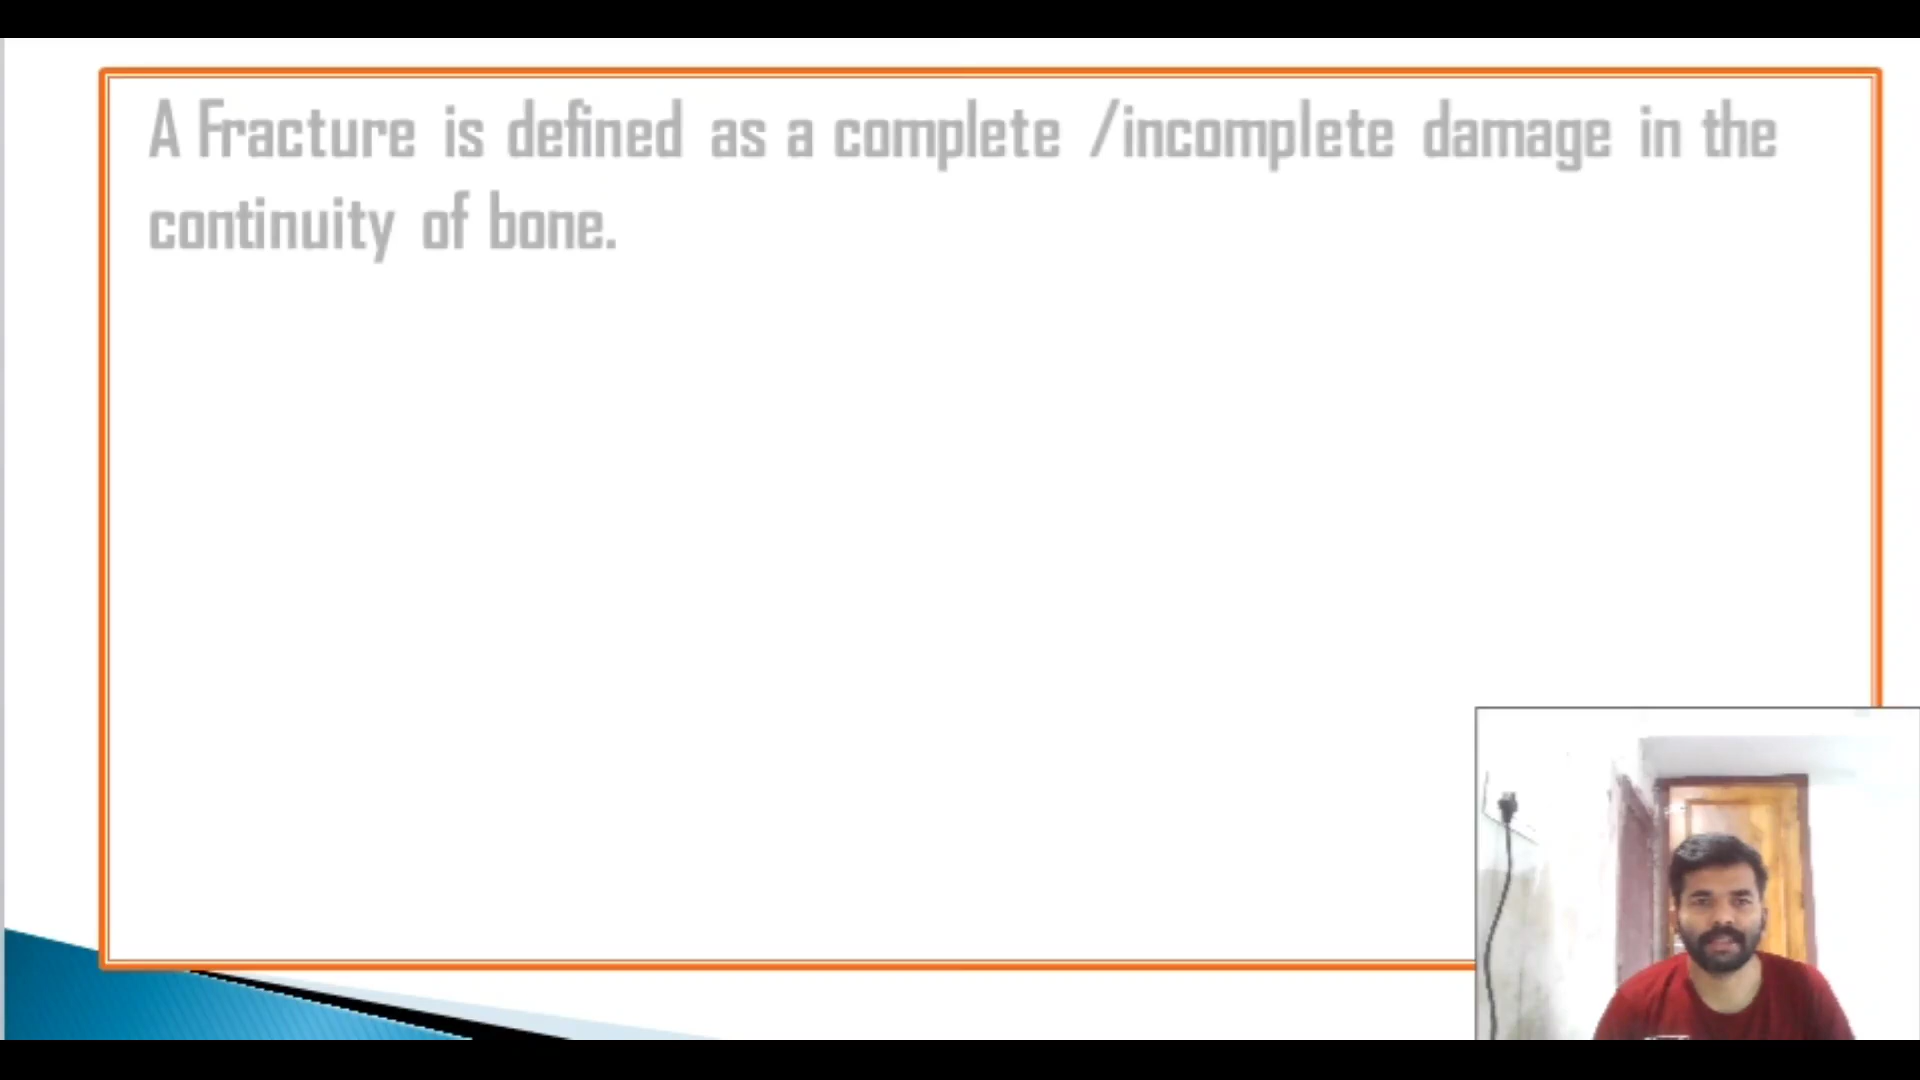 A Fracture is defined as a complete /incomplete damage in the
continuity of bone.